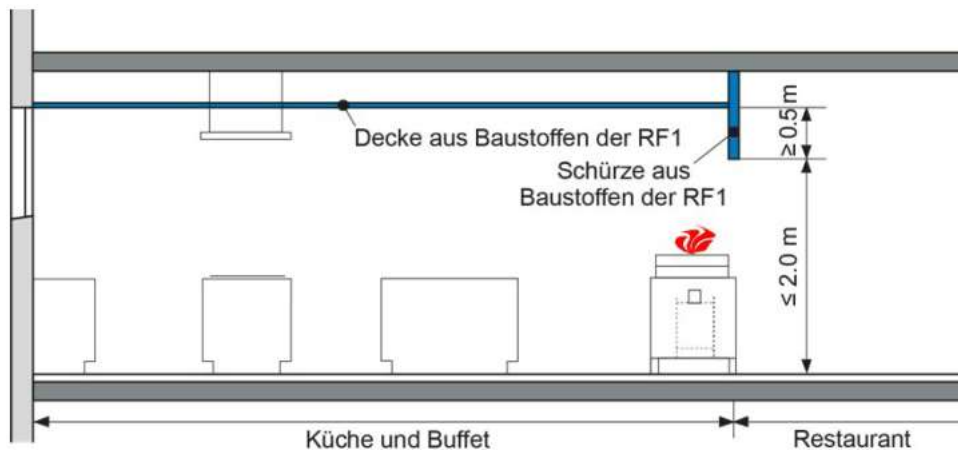 Decke aus Baustoffen der RF1
Schürze aus
Baustoffen der RF1
≥ 0.5 m
≤ 2.0 m
Küche und Buffet
Restaurant